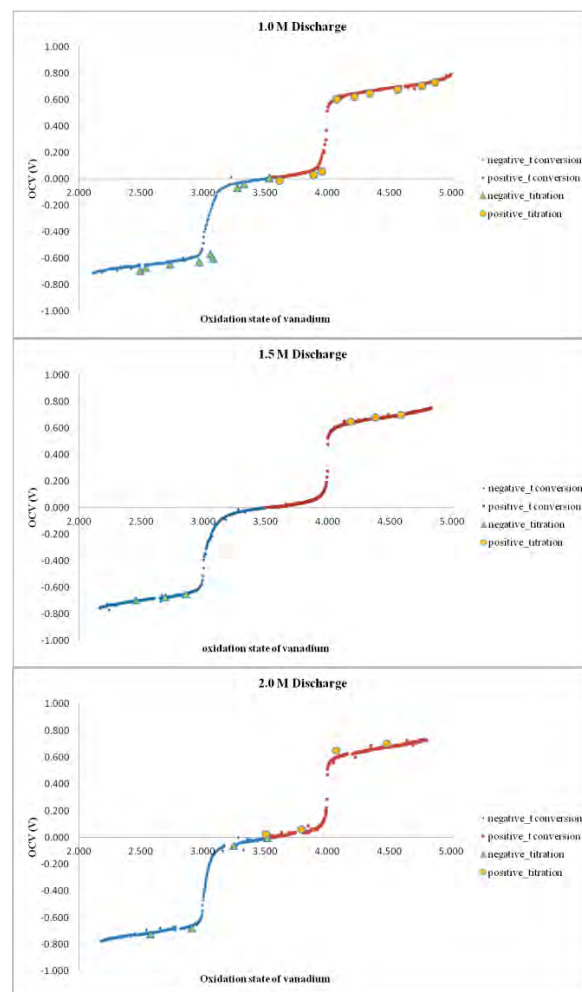 1.0 M Discharge
1.000
0.800
0.600
0.400
0.200
0.000
-0.200
-0.400
-0.600
-0.800
-1.000
2.000 2.500 3.000 3.500 4.000 4.500 5.000
OCV (V)
Oxidation state of vanadium
negative_t conversion
positive_t conversion
negative_titration
positive_titration
1.5 M Discharge
1.000
0.800
0.600
0.400
0.200
0.000
-0.200
-0.400
-0.600
-0.800
-1.000
2.000 2.500 3.000 3.500 4.000 4.500 5.000
OCV (V)
oxidation state of vanadium
negative_t conversion
positive_t conversion
negative_titration
positive_titration
2.0 M Discharge
1.000
0.800
0.600
0.400
0.200
0.000
-0.200
-0.400
-0.600
-0.800
-1.000
2.000 2.500 3.000 3.500 4.000 4.500 5.000
OCV (V)
Oxidation state of vanadium
negative_t conversion
positive_t conversion
negative_titration
positive_titration